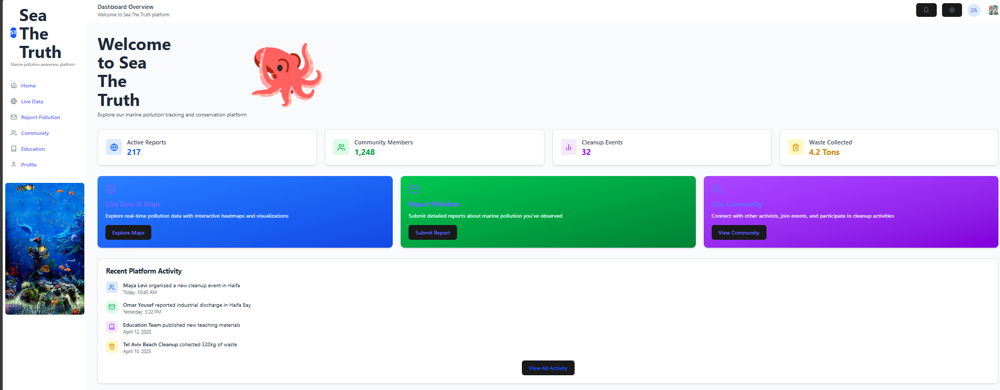 Sea
ST
The
Truth
Marine pollution awareness platform
Home
Live Data
Report Pollution
Community
Education
Profile
Dashboard Overview
Welcome to Sea The Truth platform
ZA
Welcome
to Sea
The
Truth
Explore our marine pollution tracking and conservation platform
Active Reports
217
Community Members
1,248
Cleanup Events
32
Waste Collected
4.2 Tons
Live Data & Maps
Explore real-time pollution data with interactive heatmaps and visualizations
Explore Maps
Report Pollution
Submit detailed reports about marine pollution you've observed
Submit Report
Join Community
Connect with other activists, join events, and participate in cleanup activities
View Community
Recent Platform Activity
Maya Levi organized a new cleanup event in Haifa
Today, 10:45 AM
Omar Yousef reported industrial discharge in Haifa Bay
Yesterday, 3:22 PM
Education Team published new teaching materials
April 12, 2025
Tel Aviv Beach Cleanup collected 320kg of waste
April 10, 2025
View All Activity